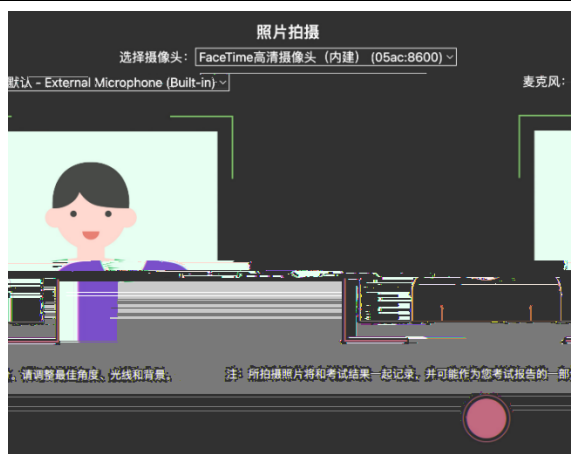 照片拍摄
选择摄像头: FaceTime高清摄像头（内建） (05ac:8600)
默认 - External Microphone (Built-in)
麦克风:
请调整最佳角度、光线和背景。
注: 所拍摄照片将和考试结果一起记录，并可能作为您考试报告的一部